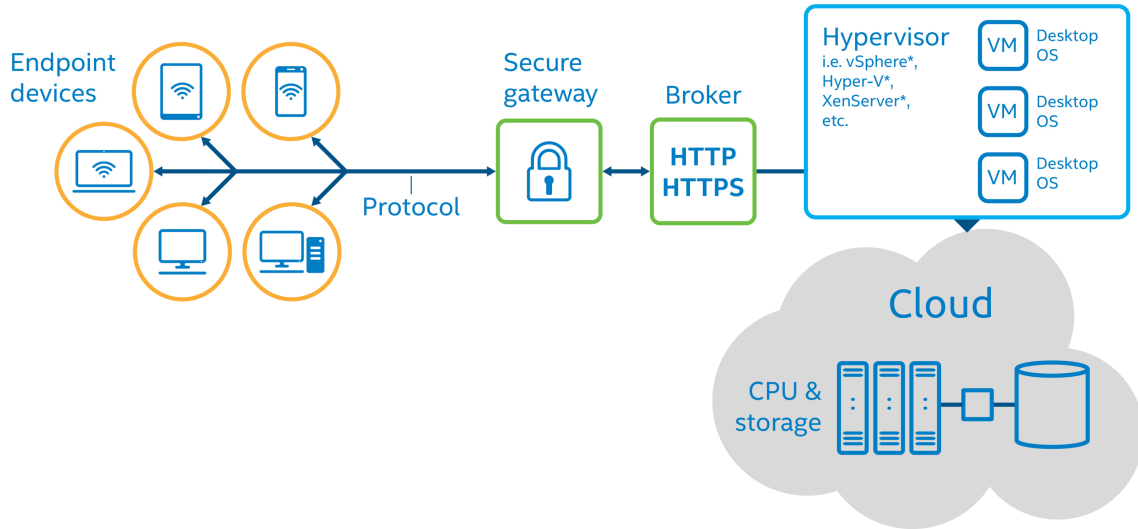 Endpoint
devices
Protocol
Secure
gateway
Broker
HTTP
HTTPS
Hypervisor
i.e. vSphere*,
Hyper-V*,
XenServer*,
etc.
VM
Desktop
OS
VM
Desktop
OS
VM
Desktop
OS
Cloud
CPU &
storage